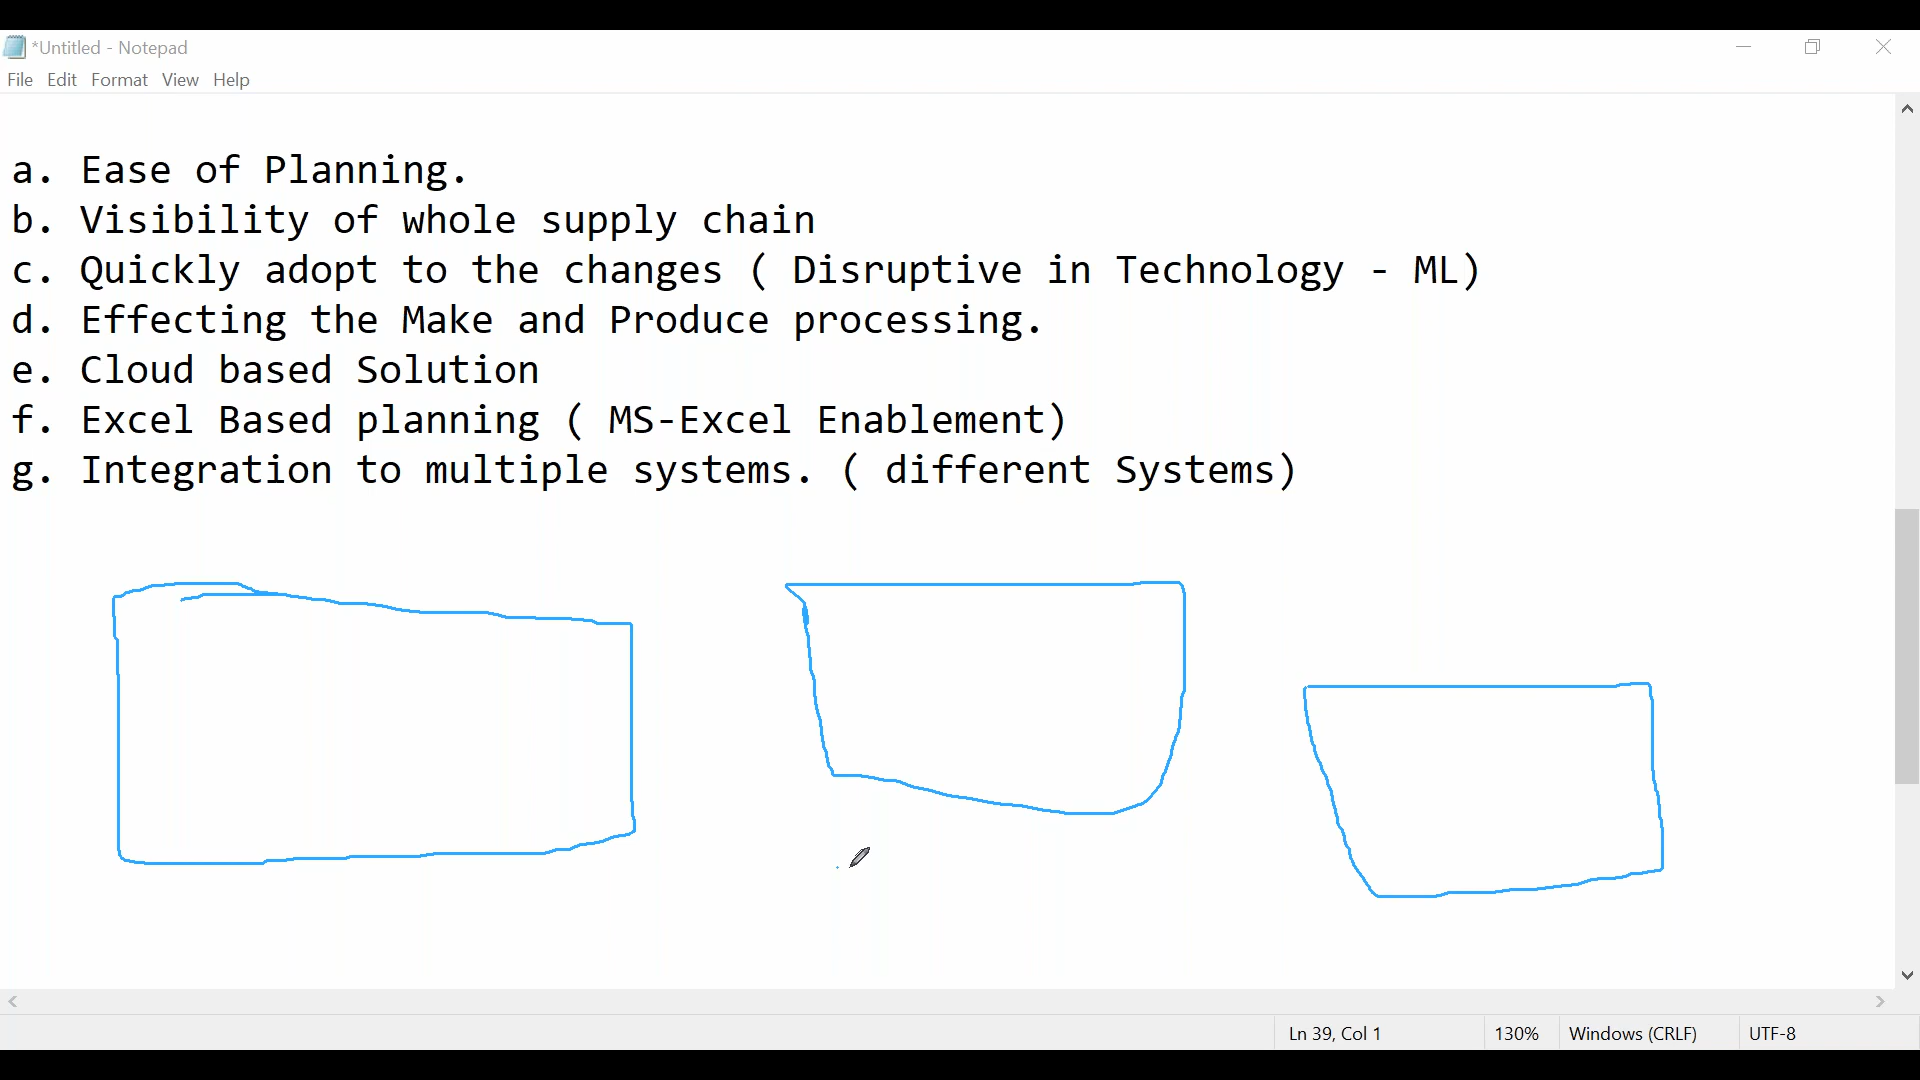 *Untitled - Notepad
File Edit Format View Help
a. Ease of Planning.
b. Visibility of whole supply chain
c. Quickly adopt to the changes ( Disruptive in Technology - ML)
d. Effecting the Make and Produce processing.
e. Cloud based Solution
f. Excel Based planning ( MS-Excel Enablement)
g. Integration to multiple systems. ( different Systems)
Ln 39, Col 1 130% Windows (CRLF) UTF-8